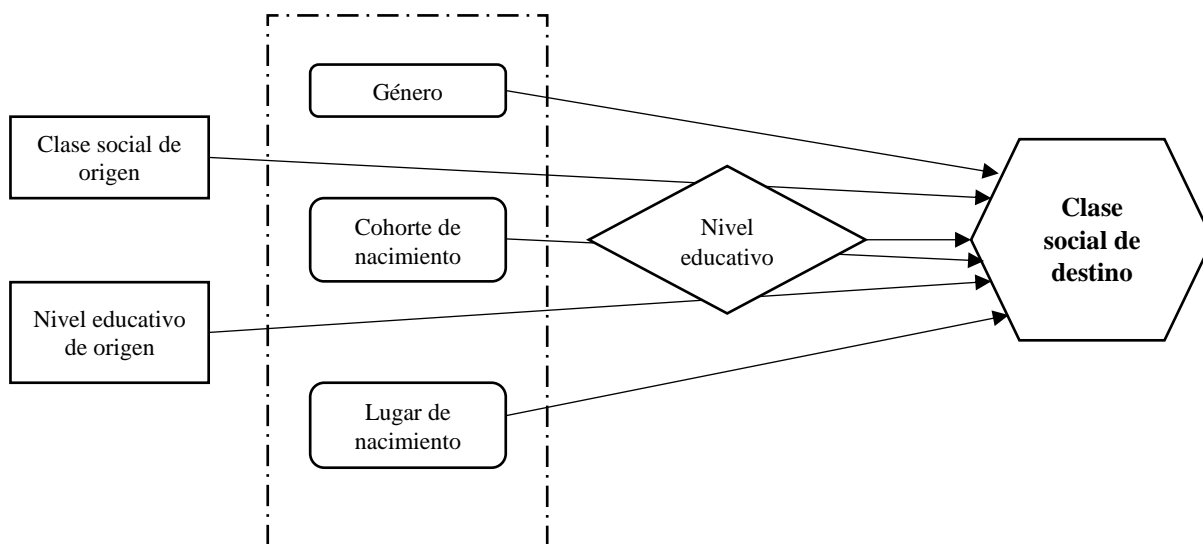 Género
Clase social de
origen
Cohorte de
nacimiento
Nivel
educativo
Clase
social de
destino
Nivel educativo
de origen
Lugar de
nacimiento